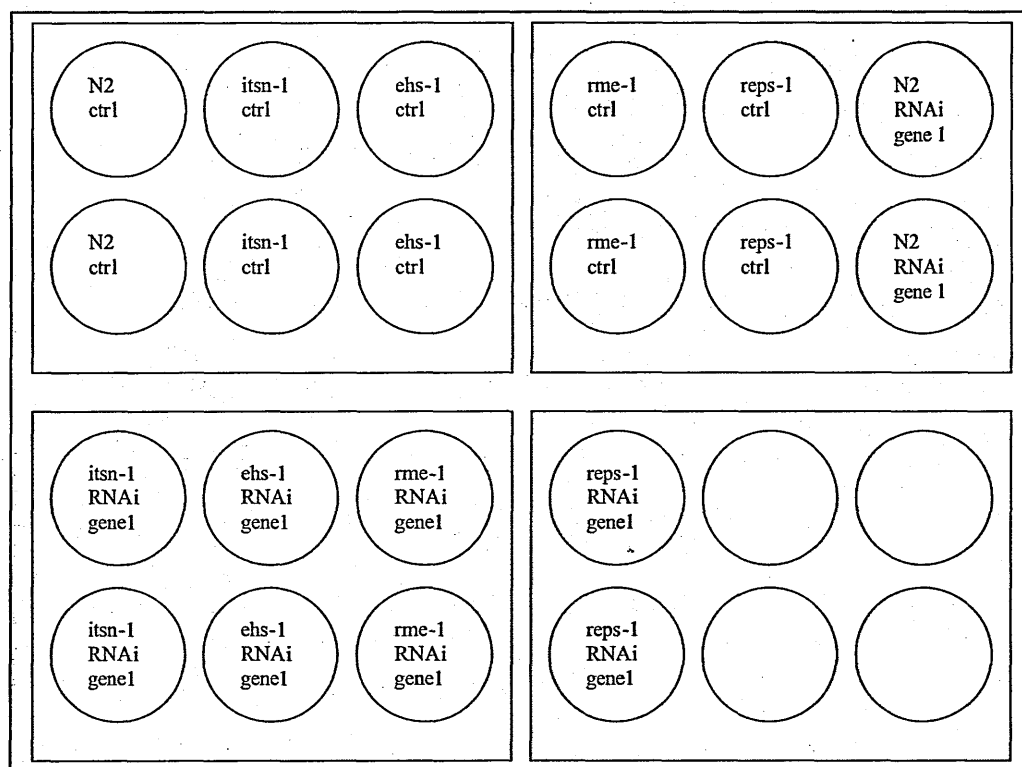 N2
ctrl
itsn-1
ctrl
ehs-1
ctrl
N2
ctrl
itsn-1
ctrl
ehs-1
ctrl
rme-1
ctrl
reps-1
ctrl
N2
RNAi
gene 1
rme-1
ctrl
reps-1
ctrl
N2
RNAi
gene 1
itsn-1
RNAi
gene1
ehs-1
RNAi
gene1
rme-1
RNAi
gene1
itsn-1
RNAi
gene1
ehs-1
RNAi
gene1
rme-1
RNAi
gene1
reps-1
RNAi
gene1
reps-1
RNAi
gene1